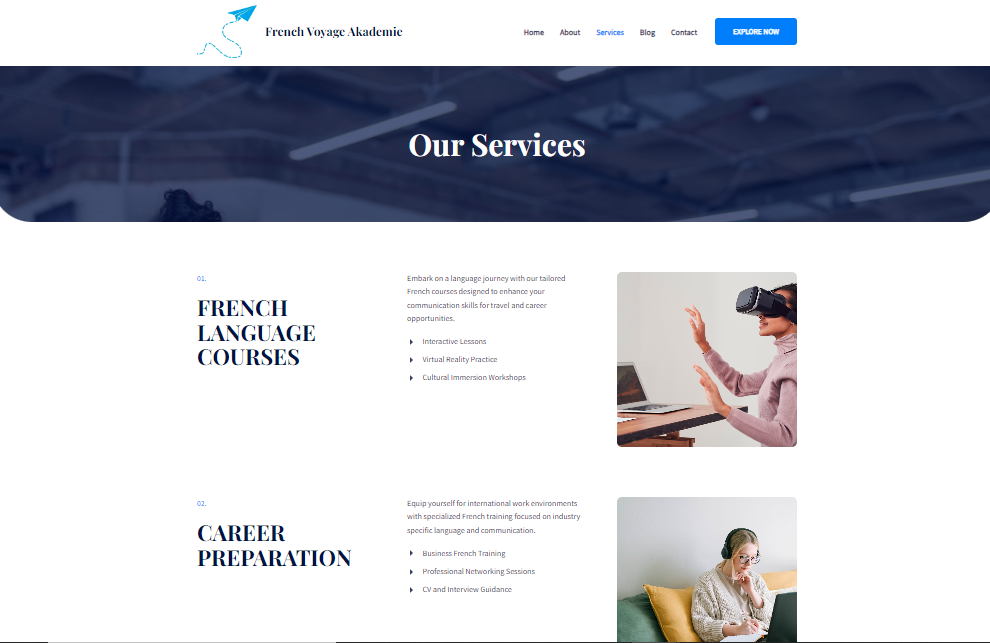 French Voyage Akademie
Home About Services Blog Contact EXPLORE NOW
Our Services
01.
FRENCH
LANGUAGE
COURSES
Embark on a language journey with our tailored
French courses designed to enhance your
communication skills for travel and career
opportunities.
Interactive Lessons
Virtual Reality Practice
Cultural Immersion Workshops
02.
CAREER
PREPARATION
Equip yourself for international work environments
with specialized French training focused on industry-
specific language and communication.
Business French Training
Professional Networking Sessions
CV and Interview Guidance